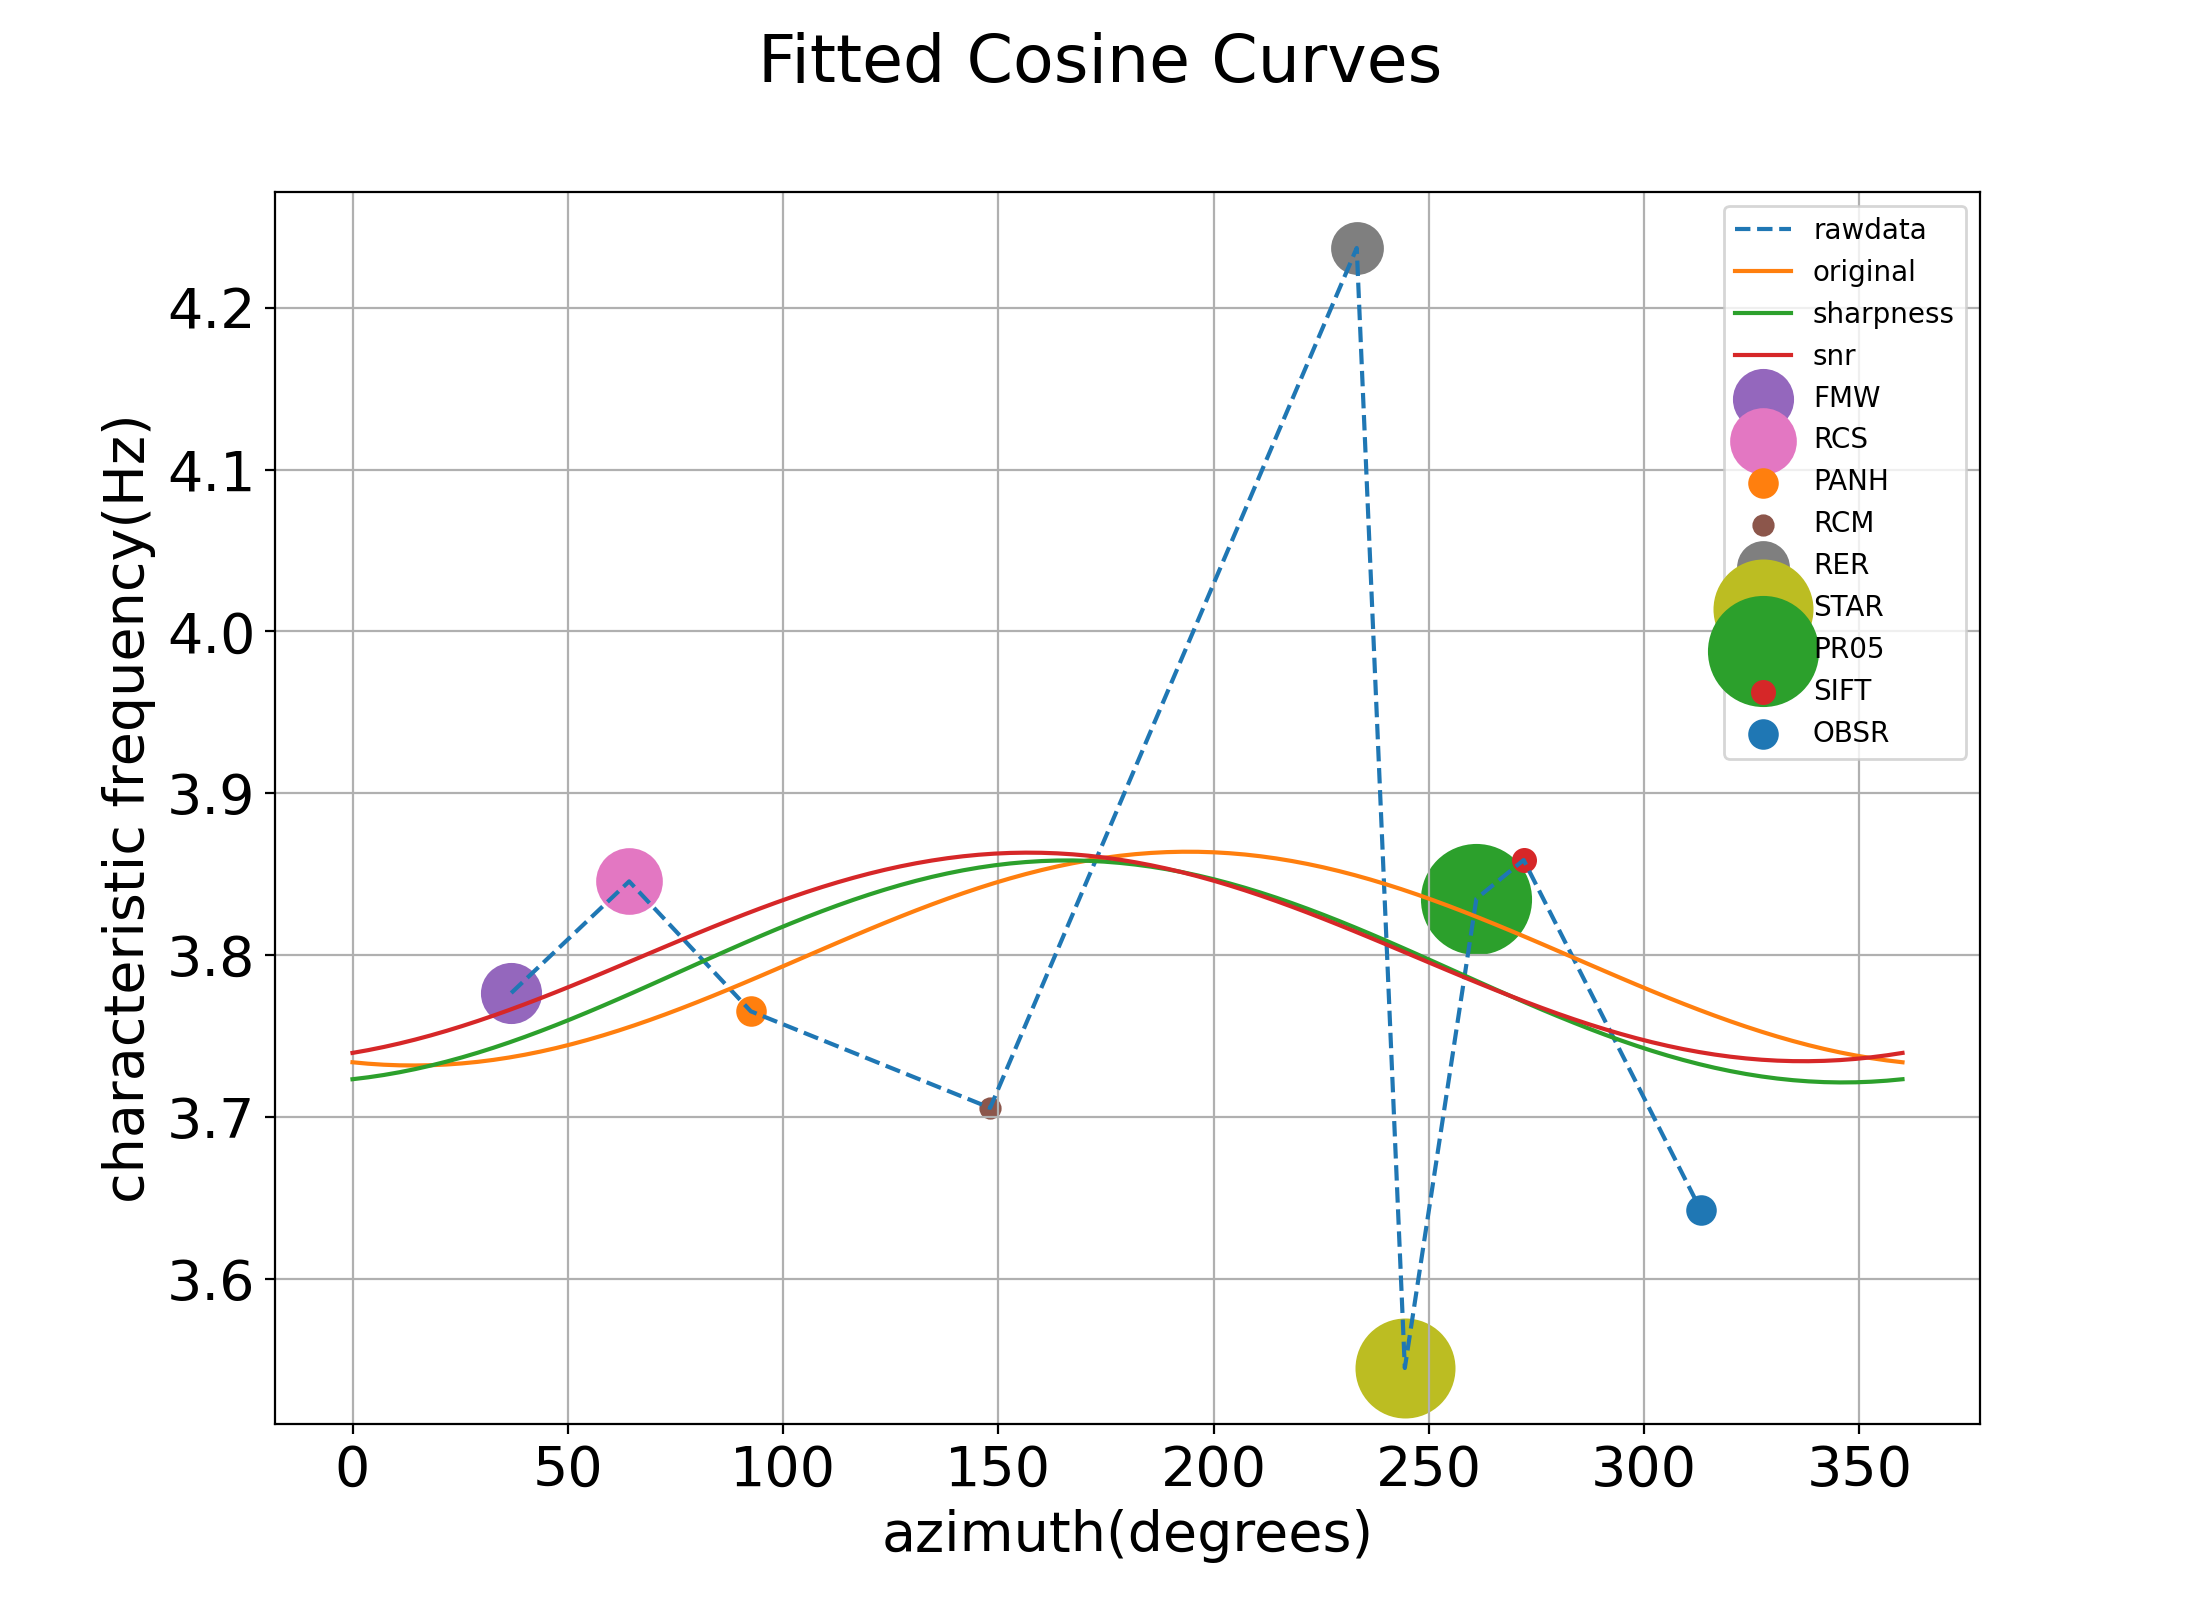 Fitted Cosine Curves
characteristic frequency(Hz)
4.2
4.1
4.0
3.9
3.8
3.7
3.6
rawdata
original
sharpness
snr
FMW
RCS
PANH
RCM
RER
STAR
PR05
SIFT
OBSR
0 50 100 150 200 250 300 350
azimuth(degrees)